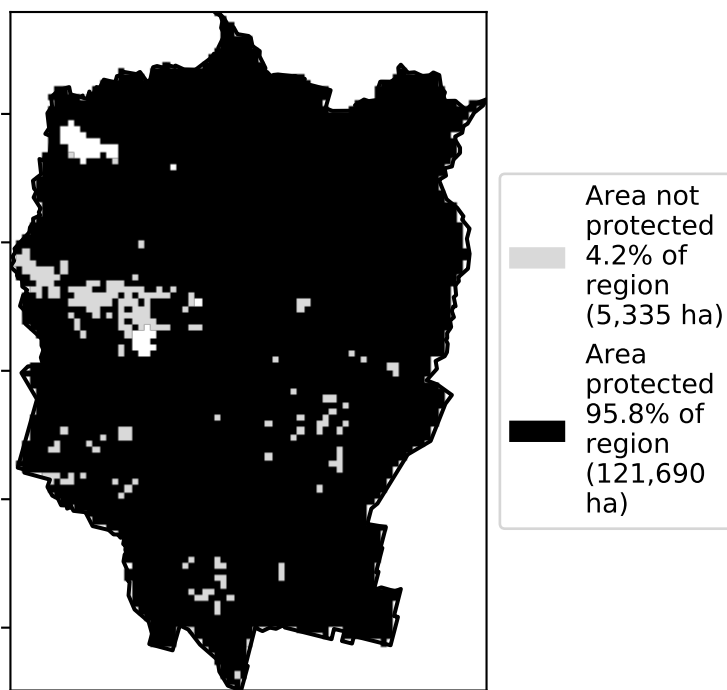 Area not
protected
4.2% of
region
(5,335 ha)
Area
protected
95.8% of
region
(121,690
ha)